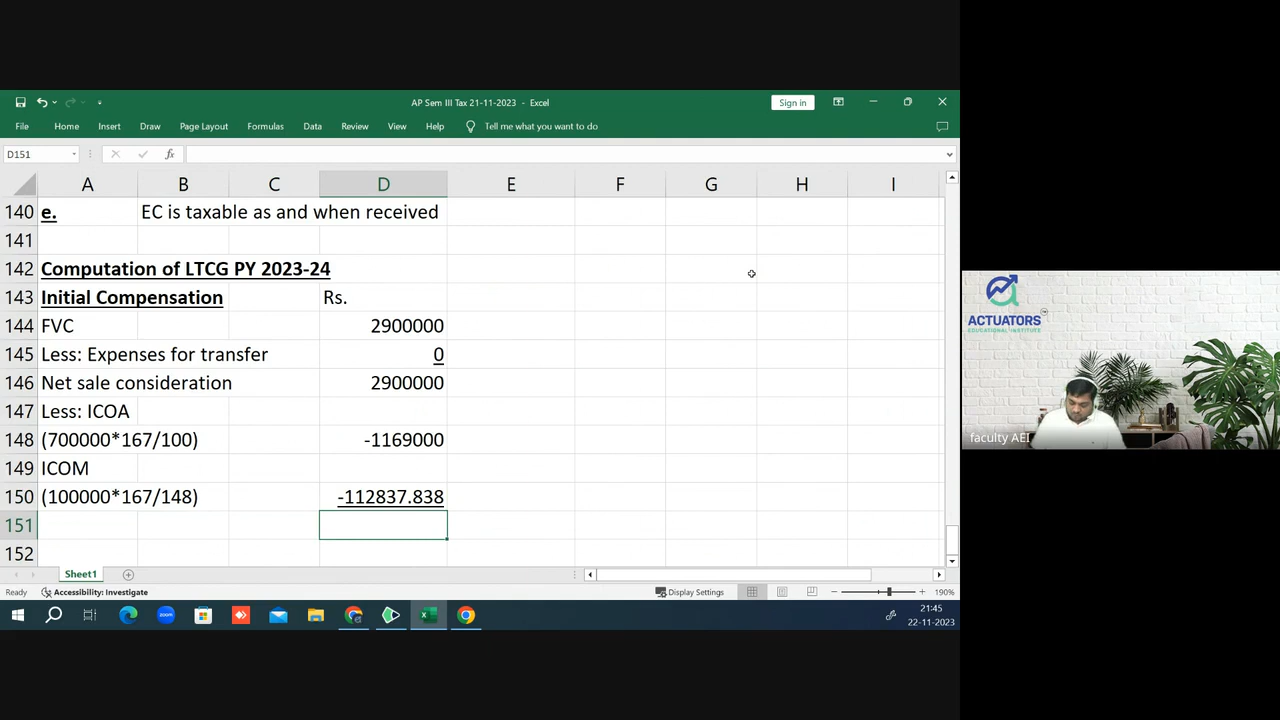 AP Sem III Tax 21-11-2023 - Excel
Sign in
File Home Insert Draw Page Layout Formulas Data Review View Help Tell me what you want to do
D151 fx
A B C D E F G H I
140 e. EC is taxable as and when received
141
142 Computation of LTCG PY 2023-24
143 Initial Compensation Rs.
144 FVC 2900000
145 Less: Expenses for transfer 0
146 Net sale consideration 2900000
147 Less: ICOA
148 (700000*167/100) -1169000
149 ICOM
150 (100000*167/148) -112837.838
151
152
Sheet1
Ready Accessibility: Investigate Display Settings 190%
21:45
22-11-2023
ACTUATORS
EDUCATIONAL INSTITUTE
faculty AEI